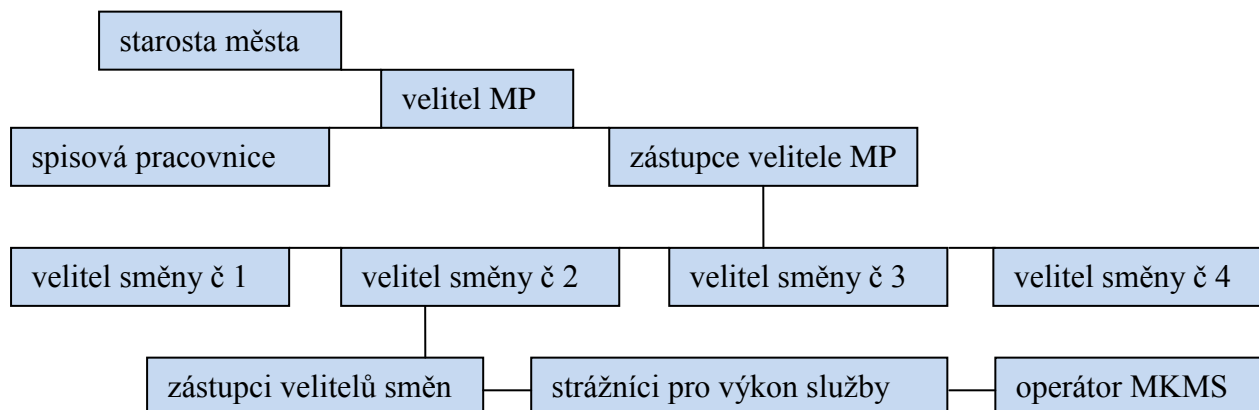 starosta města
velitel MP
spisová pracovnice
zástupce velitele MP
velitel směny č 1
velitel směny č 2
velitel směny č 3
velitel směny č 4
zástupci velitelů směn
strážníci pro výkon služby
operátor MKMS